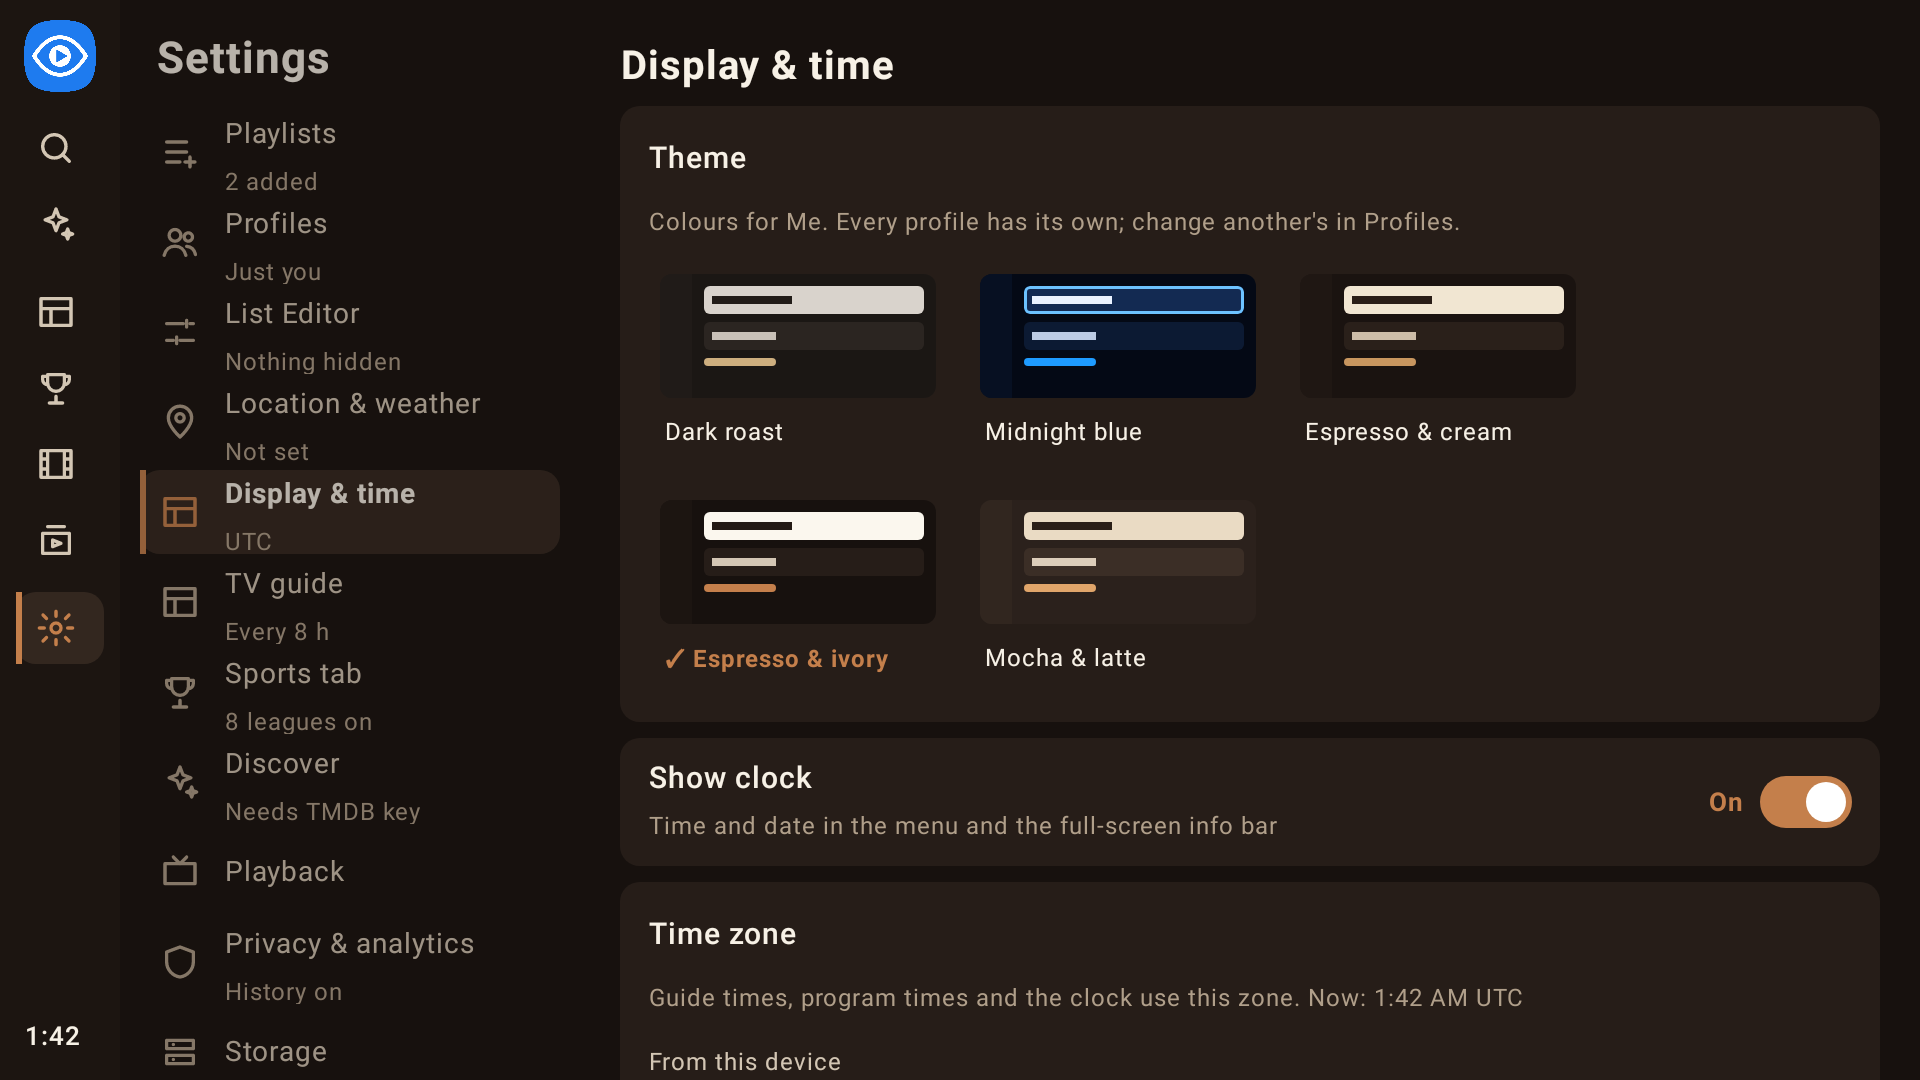 Settings
Playlists
2 added
Profiles
Just you
List Editor
Nothing hidden
Location & weather
Not set
Display & time
UTC
TV guide
Every 8 h
Sports tab
8 leagues on
Discover
Needs TMDB key
Playback
Privacy & analytics
History on
Storage
1:42
Display & time
Theme
Colours for Me. Every profile has its own; change another's in Profiles.
Dark roast
Midnight blue
Espresso & cream
✓ Espresso & ivory
Mocha & latte
Show clock
Time and date in the menu and the full-screen info bar
On
Time zone
Guide times, program times and the clock use this zone. Now: 1:42 AM UTC
From this device